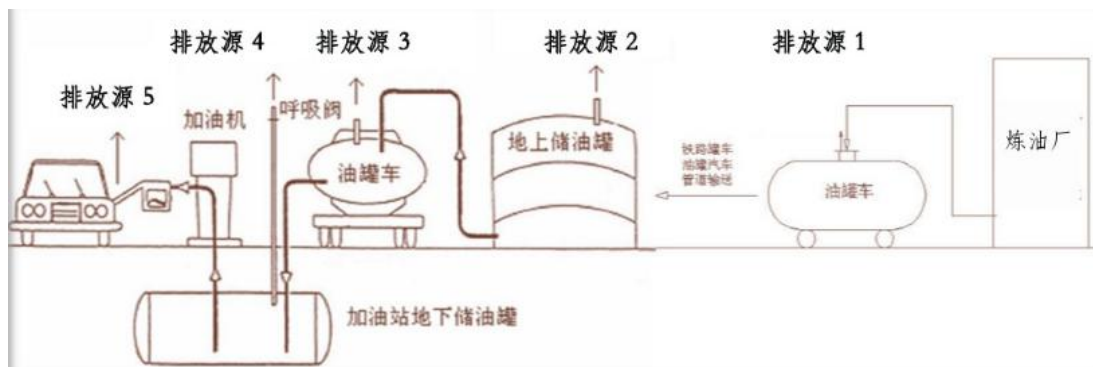 排放源 4
排放源 3
排放源 2
排放源 1
排放源 5
加油机
呼吸阀
油罐车
地上储油罐
铁路罐车
油罐汽车
管道输送
油罐车
炼油厂
加油站地下储油罐